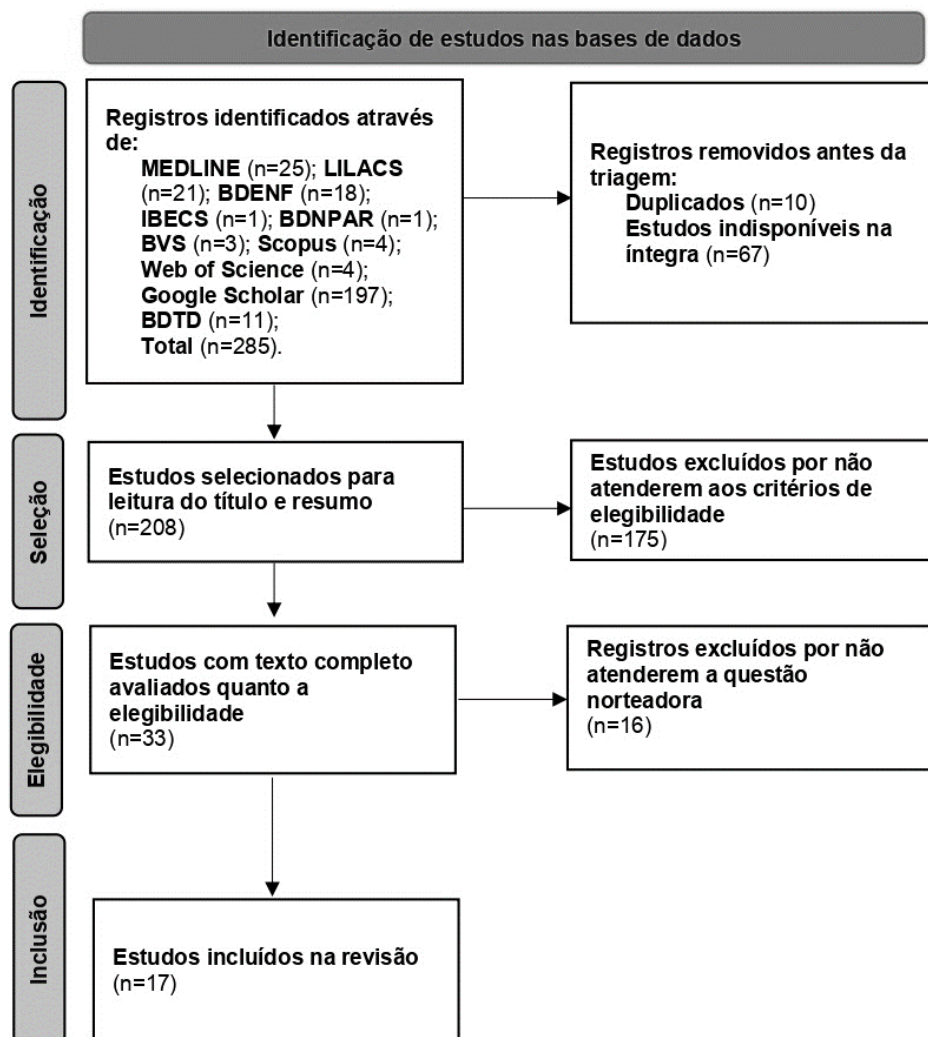 Identificação de estudos nas bases de dados
Identificação
Registros identificados através
de:
MEDLINE (n=25); LILACS
(n=21); BDENF (n=18);
IBECS (n=1); BDNPAR (n=1);
BVS (n=3); Scopus (n=4);
Web of Science (n=4);
Google Scholar (n=197);
BDTD (n=11);
Total (n=285).
Registros removidos antes da
triagem:
Duplicados (n=10)
Estudos indisponíveis na
íntegra (n=67)
Seleção
Estudos selecionados para
leitura do título e resumo
(n=208)
Estudos excluídos por não
atenderem aos critérios de
elegibilidade
(n=175)
Elegibilidade
Estudos com texto completo
avaliados quanto a
elegibilidade
(n=33)
Registros excluídos por não
atenderem a questão
norteadora
(n=16)
Inclusão
Estudos incluídos na revisão
(n=17)